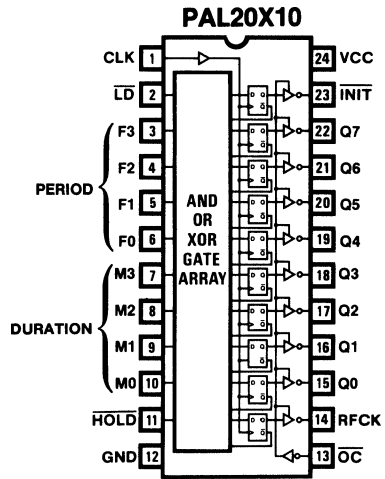 PAL20X10
CLK 1 24 VCC
LD 2 23 INIT
F3 3 22 Q7
F2 4 21 Q6
PERIOD
F1 5 20 Q5
F0 6 19 Q4
AND
OR
XOR
GATE
ARRAY
M3 7 18 Q3
M2 8 17 Q2
DURATION
M1 9 16 Q1
M0 10 15 Q0
HOLD 11 14 RFCK
GND 12 13 OC